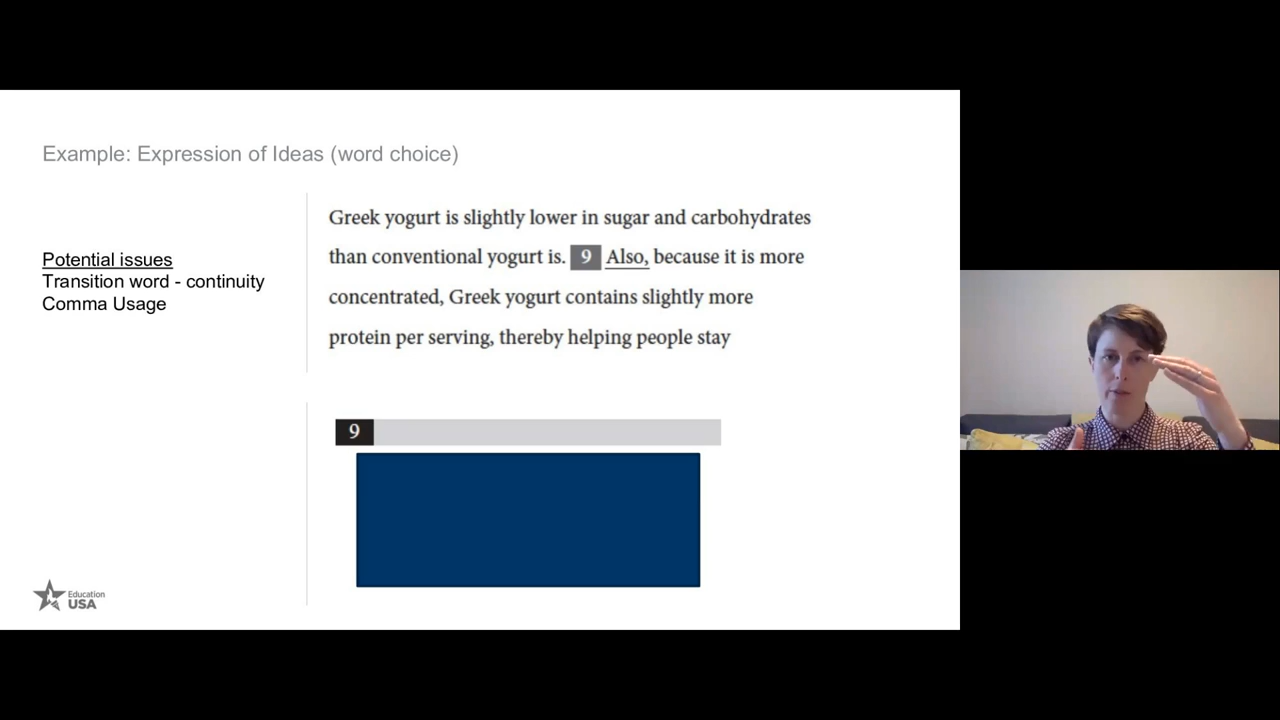 Example: Expression of Ideas (word choice)
Potential issues
Transition word - continuity
Comma Usage
Greek yogurt is slightly lower in sugar and carbohydrates
than conventional yogurt is. 9 Also, because it is more
concentrated, Greek yogurt contains slightly more
protein per serving, thereby helping people stay
9
Education
USA